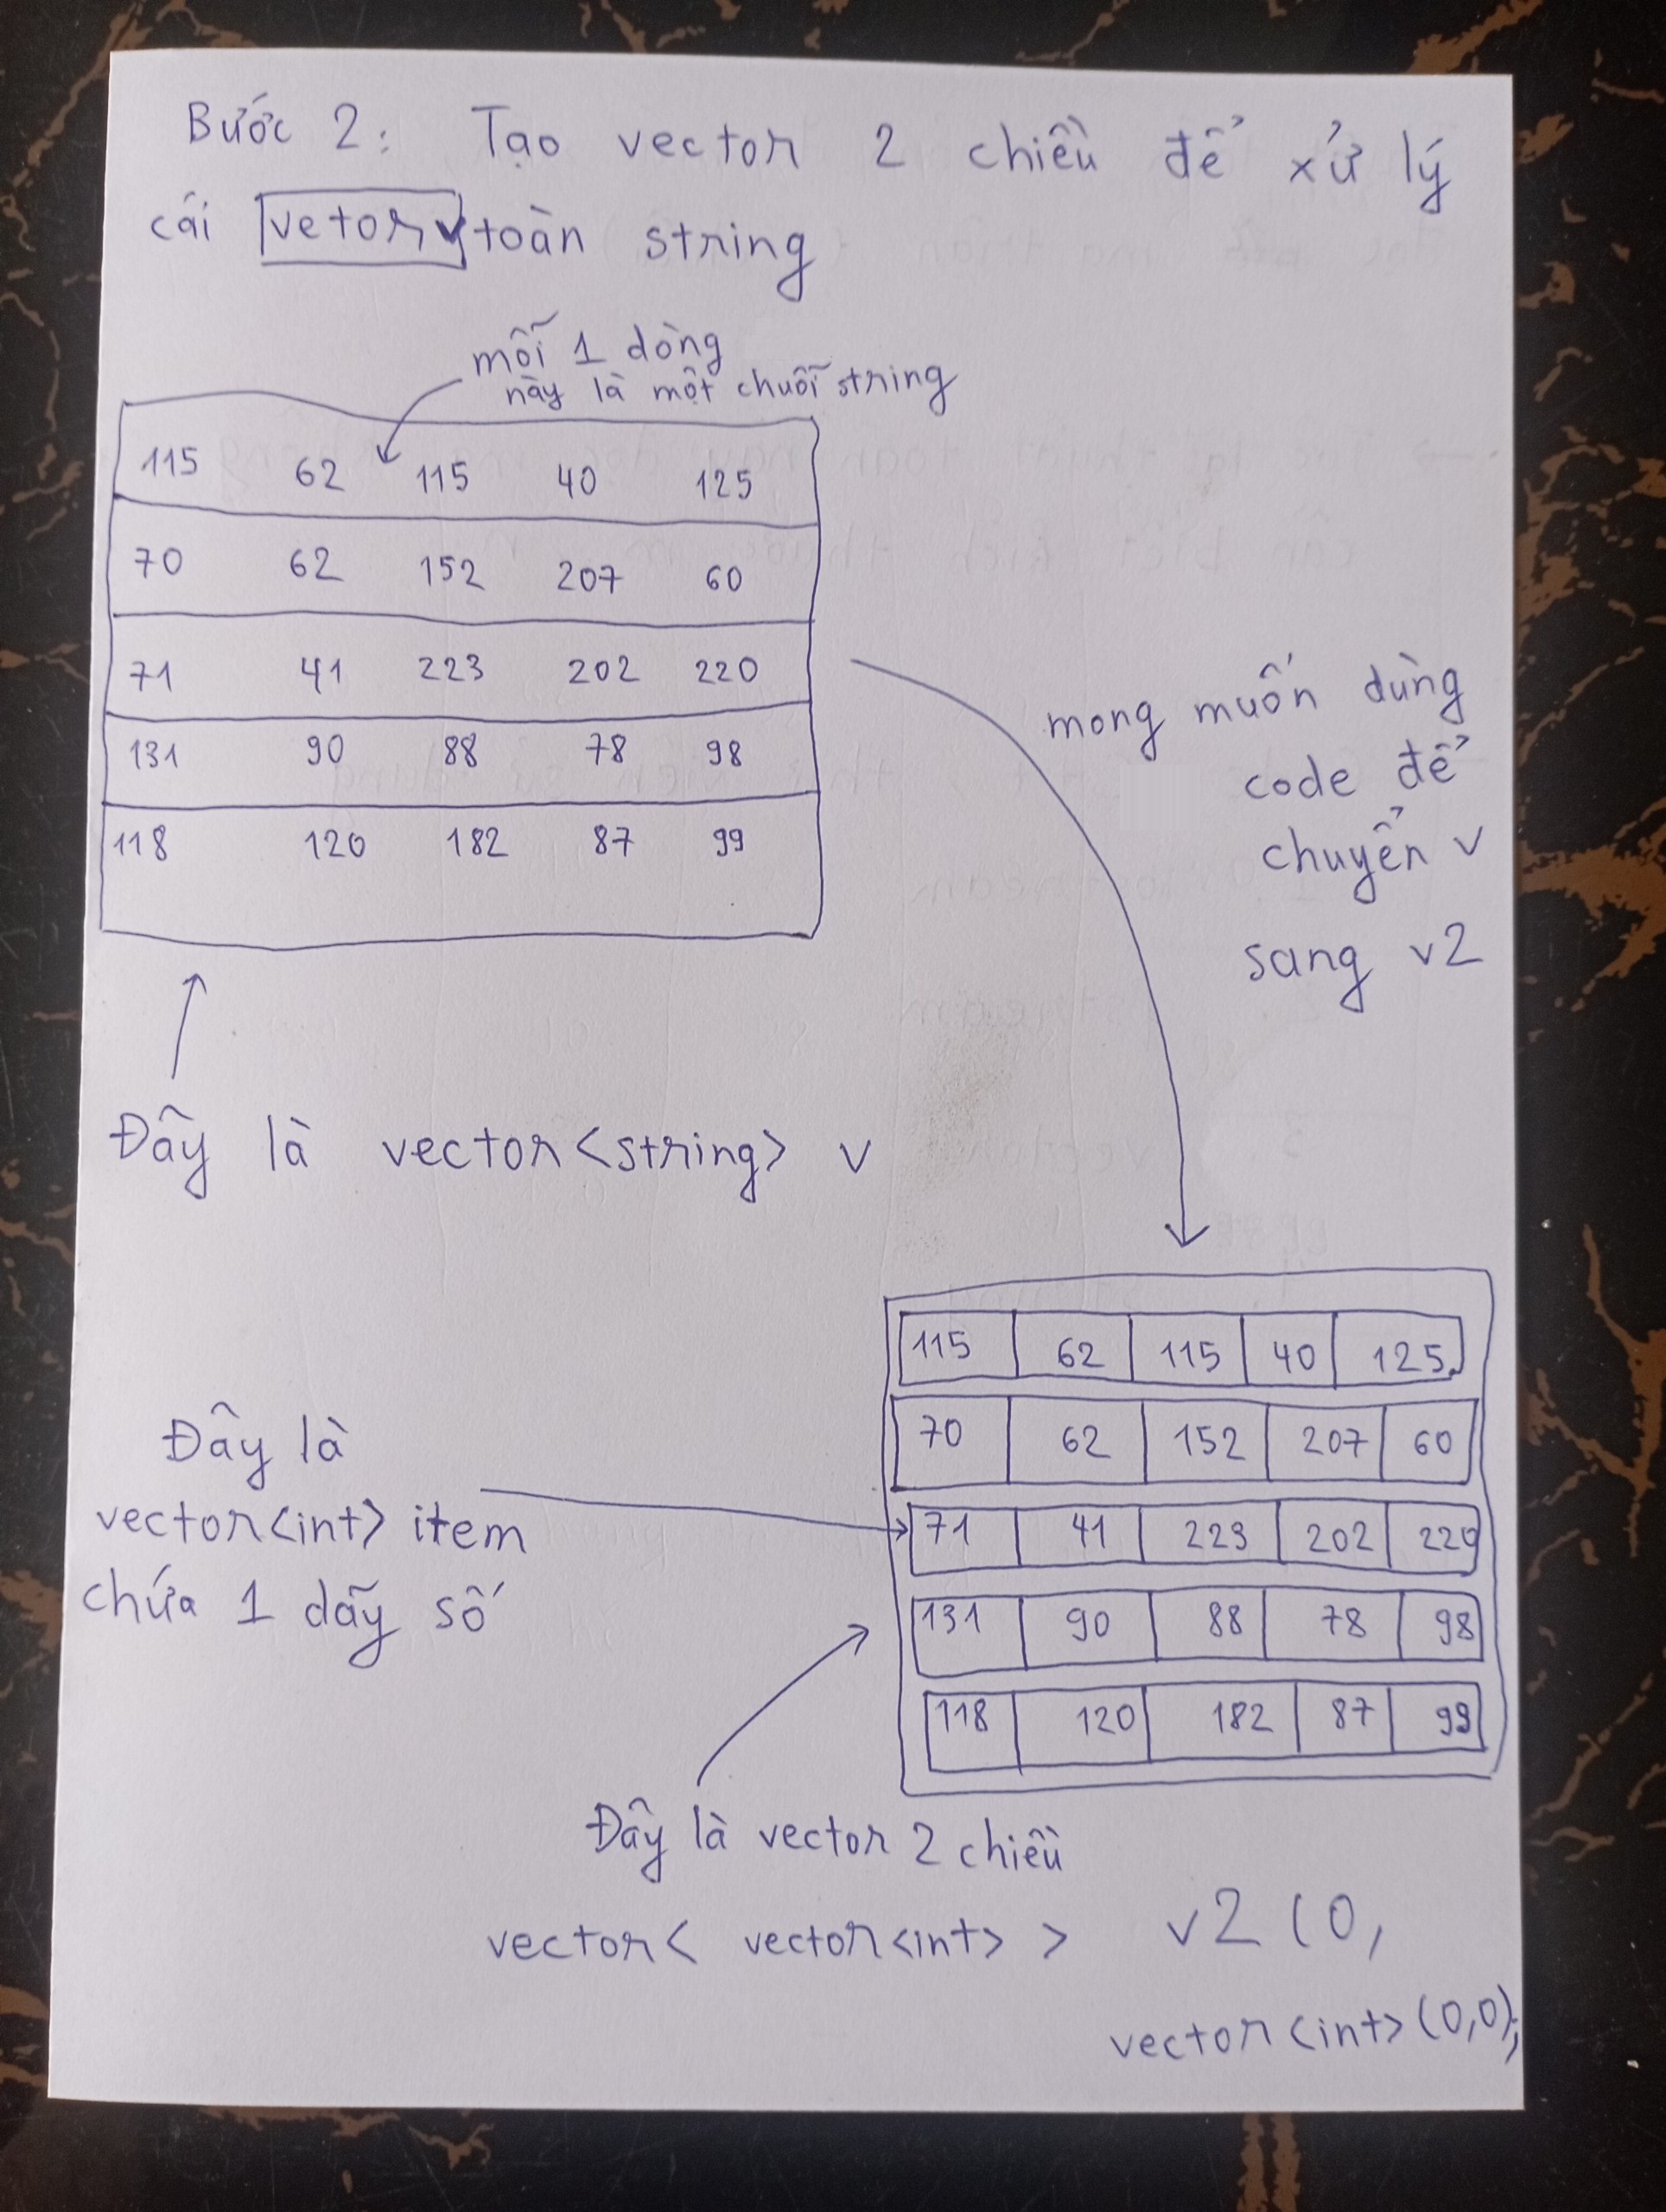 Bước 2: Tạo vector 2 chiều để xử lý
cái vetor v toàn string
mỗi 1 dòng
này là một chuỗi string
115 62 115 40 125
70 62 152 207 60
71 41 223 202 220
131 90 88 78 98
118 120 182 87 99
mong muốn dùng
code để
chuyển v
sang v2
Đây là vector<string> v
115 62 115 40 125
70 62 152 207 60
71 41 223 202 220
131 90 88 78 98
118 120 182 87 99
Đây là
vector<int> item
chứa 1 dãy số
Đây là vector 2 chiều
vector< vector<int> > v2 (0,
vector<int>(0,0);